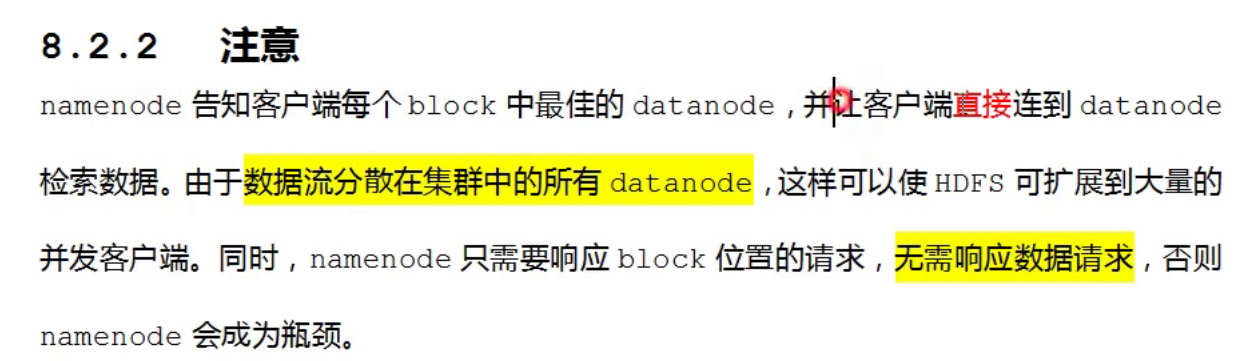 8.2.2 注意
namenode 告知客户端每个 block 中最佳的 datanode，并让客户端直接连到 datanode
检索数据。由于数据流分散在集群中的所有 datanode，这样可以使 HDFS 可扩展到大量的
并发客户端。同时，namenode 只需要响应 block 位置的请求，无需响应数据请求，否则
namenode 会成为瓶颈。